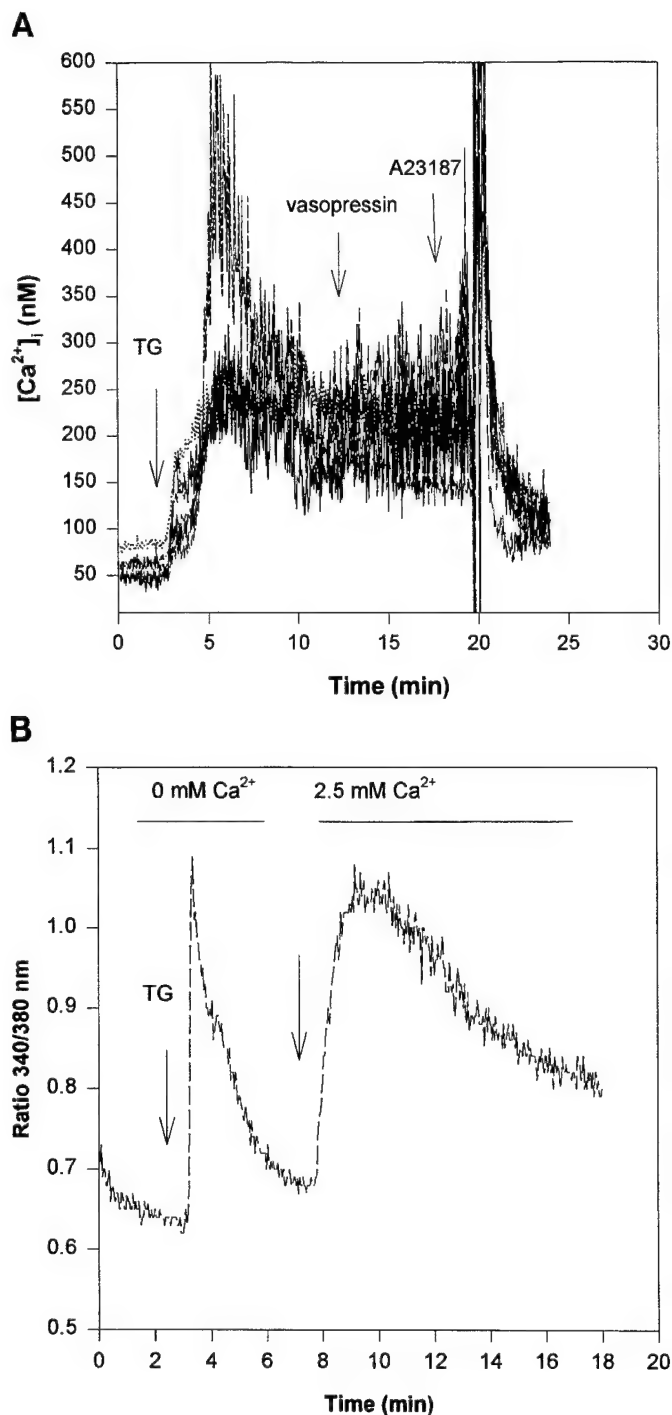 A
600
550
500
450
400
350
300
250
200
150
100
50
[Ca²⁺]ᵢ (nM)
TG
vasopressin
A23187
0 5 10 15 20 25 30
Time (min)
B
1.2
1.1
1.0
0.9
0.8
0.7
0.6
0.5
Ratio 340/380 nm
0 mM Ca²⁺
2.5 mM Ca²⁺
TG
0 2 4 6 8 10 12 14 16 18 20
Time (min)